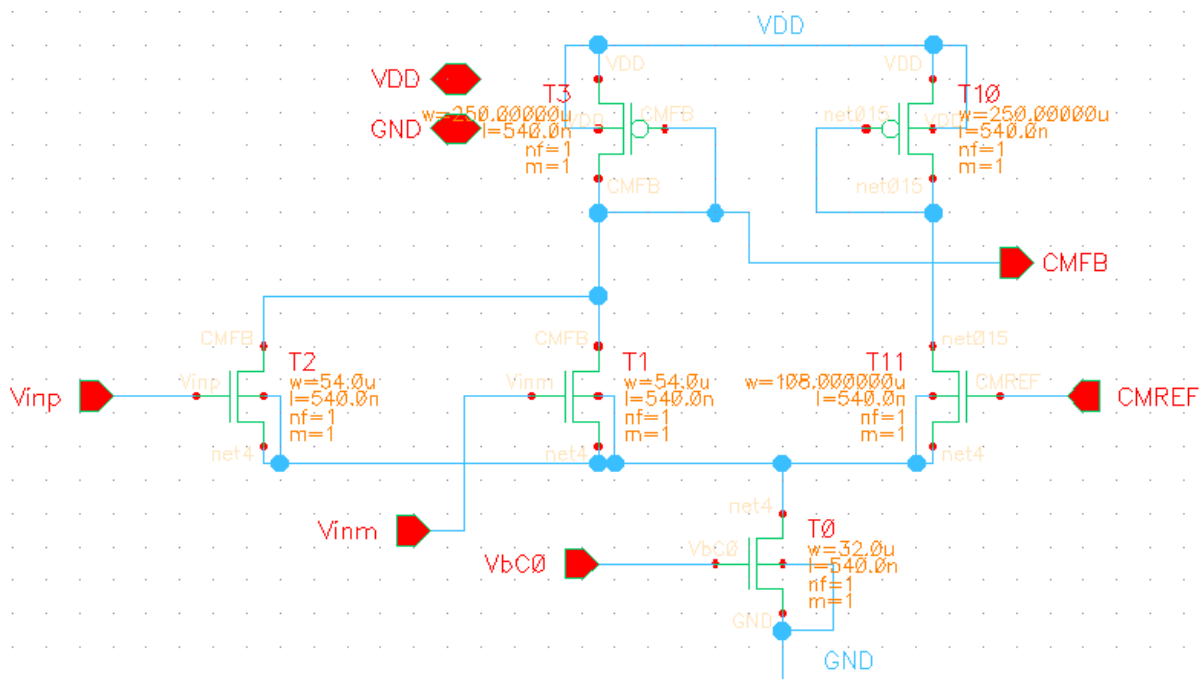 VDD
VDD
VDD
VDD
T3
T10
w=250.00000u
VDD
CMFB
net015
VDD
w=250.00000u
GND
l=540.0n
l=540.0n
nf=1
nf=1
m=1
m=1
CMFB
net015
CMFB
CMFB
CMFB
net015
T2
T1
T11
Vinp
Vinp
w=54.0u
Vinm
w=54.0u
w=108.000000u
CMREF
CMREF
l=540.0n
l=540.0n
l=540.0n
nf=1
nf=1
nf=1
m=1
m=1
m=1
net4
net4
net4
net4
Vinm
T0
VbC0
VbC0
w=32.0u
l=540.0n
nf=1
m=1
GND
GND